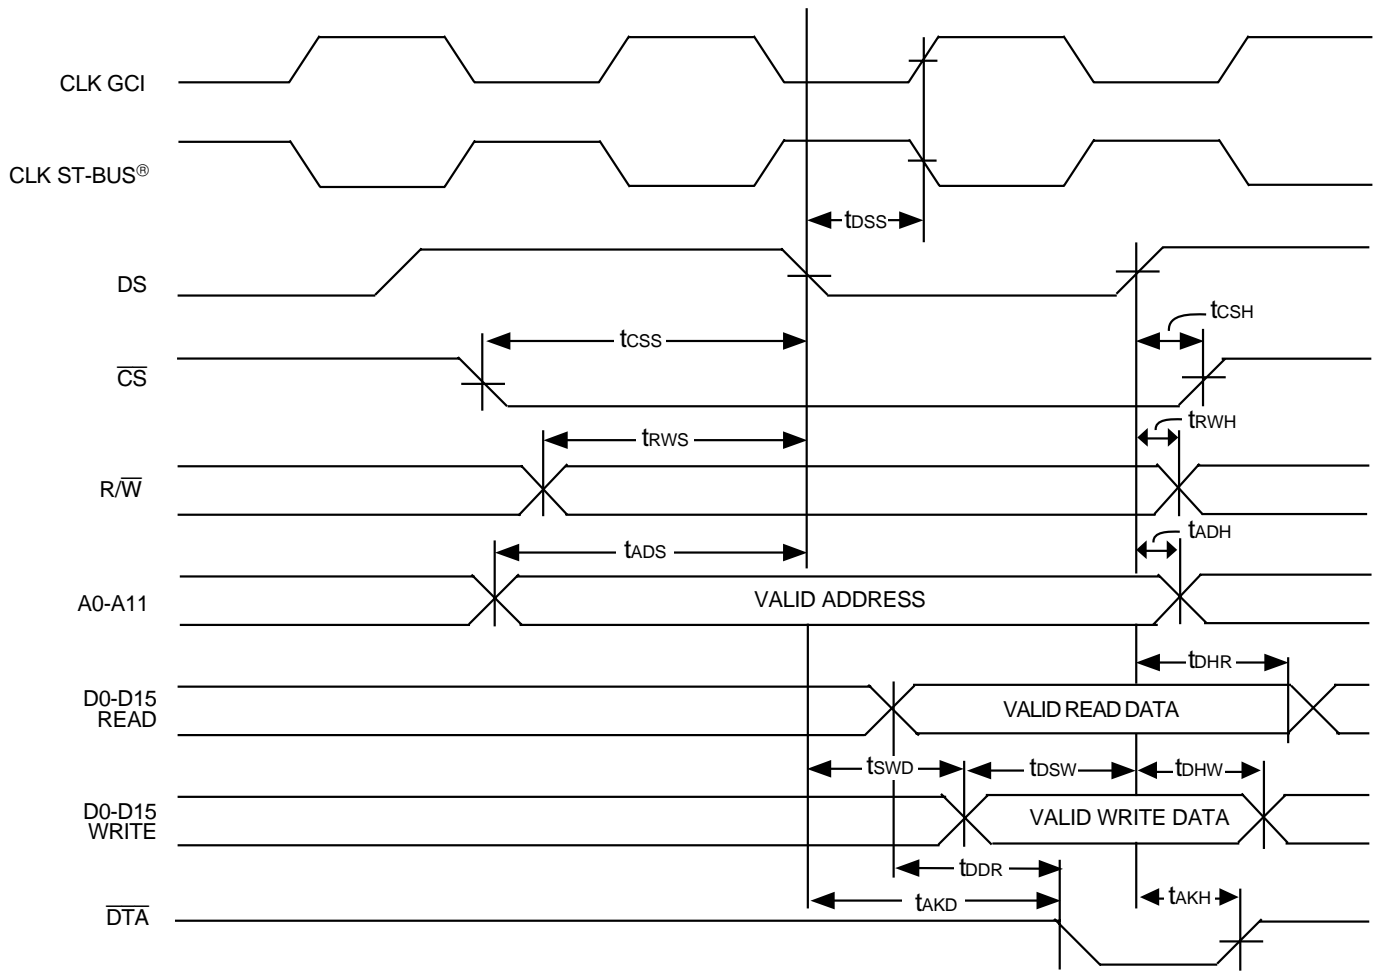 CLK GCI
CLK ST-BUS®
tDSS
DS
tCSH
tCSS
CS
tRWH
tRWS
R/W
tADH
tADS
A0-A11
VALID ADDRESS
tDHR
D0-D15
READ
VALID READ DATA
tSWD
tDSW
tDHW
D0-D15
WRITE
VALID WRITE DATA
tDDR
tAKD
tAKH
DTA